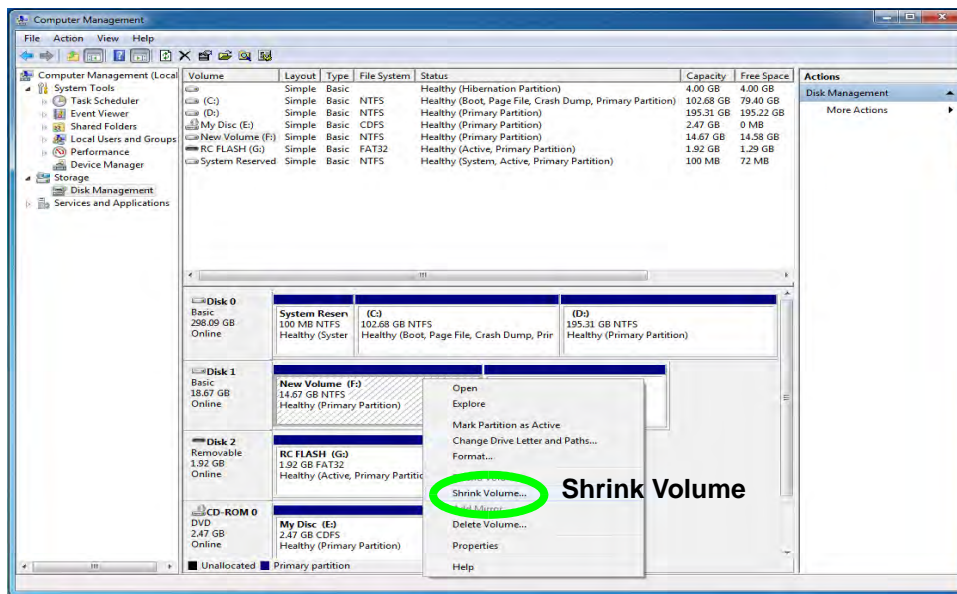 Computer Management
File Action View Help
Computer Management (Local
System Tools
Task Scheduler
Event Viewer
Shared Folders
Local Users and Groups
Performance
Device Manager
Storage
Disk Management
Services and Applications
Volume Layout Type File System Status Capacity Free Space
Simple Basic Healthy (Hibernation Partition) 4.00 GB 4.00 GB
(C:) Simple Basic NTFS Healthy (Boot, Page File, Crash Dump, Primary Partition) 102.68 GB 79.40 GB
(D:) Simple Basic NTFS Healthy (Primary Partition) 195.31 GB 195.22 GB
My Disc (E:) Simple Basic CDFS Healthy (Primary Partition) 2.47 GB 0 MB
New Volume (F:) Simple Basic NTFS Healthy (Primary Partition) 14.67 GB 14.58 GB
RC FLASH (G:) Simple Basic FAT32 Healthy (Active, Primary Partition) 1.92 GB 1.29 GB
System Reserved Simple Basic NTFS Healthy (System, Active, Primary Partition) 100 MB 72 MB
Actions
Disk Management
More Actions
Disk 0
Basic
298.09 GB
Online
System Reserv
100 MB NTFS
Healthy (Syster
(C:)
102.68 GB NTFS
Healthy (Boot, Page File, Crash Dump, Prir
(D:)
195.31 GB NTFS
Healthy (Primary Partition)
Disk 1
Basic
18.67 GB
Online
New Volume (F:)
14.67 GB NTFS
Healthy (Primary Partition)
Disk 2
Removable
1.92 GB
Online
RC FLASH (G:)
1.92 GB FAT32
Healthy (Active, Primary Partitic
CD-ROM 0
DVD
2.47 GB
Online
My Disc (E:)
2.47 GB CDFS
Healthy (Primary Partition)
Open
Explore
Mark Partition as Active
Change Drive Letter and Paths...
Format...
Shrink Volume...
Add Mirror...
Delete Volume...
Properties
Help
Shrink Volume
Unallocated Primary partition